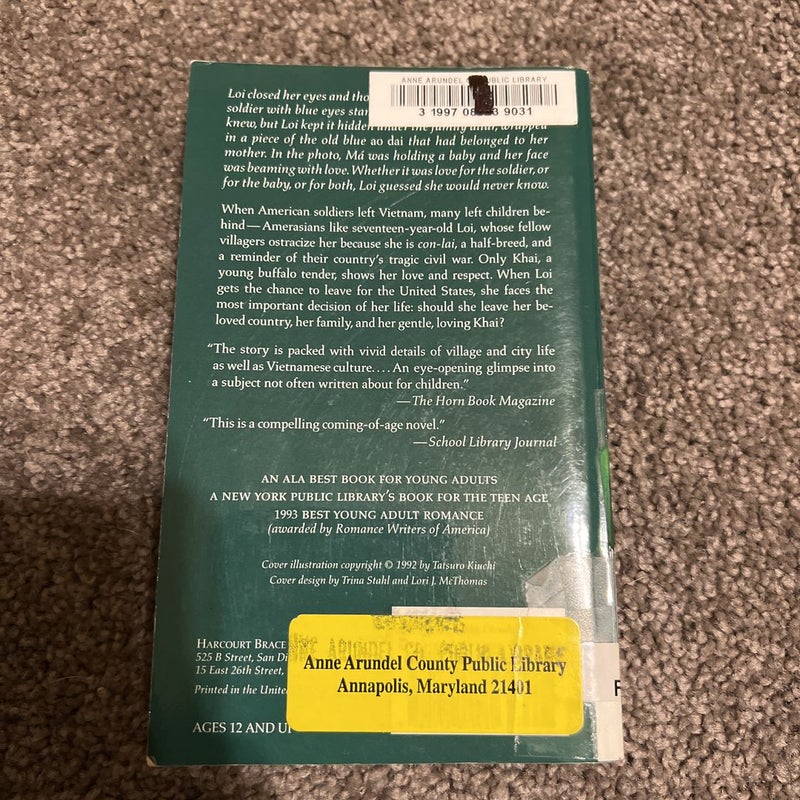 Loi closed her eyes and tho
ANNE ARUNDEL PUBLIC LIBRARY
3 1997 08 3 9031
soldier with blue eyes star
knew, but Loi kept it hidden under the family altar, wrapped
in a piece of the old blue ao dai that had belonged to her
mother. In the photo, Má was holding a baby and her face
was beaming with love. Whether it was love for the soldier, or
for the baby, or for both, Loi guessed she would never know.
When American soldiers left Vietnam, many left children be-
hind—Amerasians like seventeen-year-old Loi, whose fellow
villagers ostracize her because she is con-lai, a half-breed, and
a reminder of their country's tragic civil war. Only Khai, a
young buffalo tender, shows her love and respect. When Loi
gets the chance to leave for the United States, she faces the
most important decision of her life: should she leave her be-
loved country, her family, and her gentle, loving Khai?
"The story is packed with vivid details of village and city life
as well as Vietnamese culture.... An eye-opening glimpse into
a subject not often written about for children."
—The Horn Book Magazine
"This is a compelling coming-of-age novel."
—School Library Journal
AN ALA BEST BOOK FOR YOUNG ADULTS
A NEW YORK PUBLIC LIBRARY'S BOOK FOR THE TEEN AGE
1993 BEST YOUNG ADULT ROMANCE
(awarded by Romance Writers of America)
Cover illustration copyright © 1992 by Tatsuro Kiuchi
Cover design by Trina Stahl and Lori J. McThomas
HARCOURT BRACE
525 B Street, San Di
15 East 26th Street,
Printed in the Unite
ANNE ARUNDEL CO. PUBLIC LIBRARY
Anne Arundel County Public Library
Annapolis, Maryland 21401
AGES 12 AND UP
F